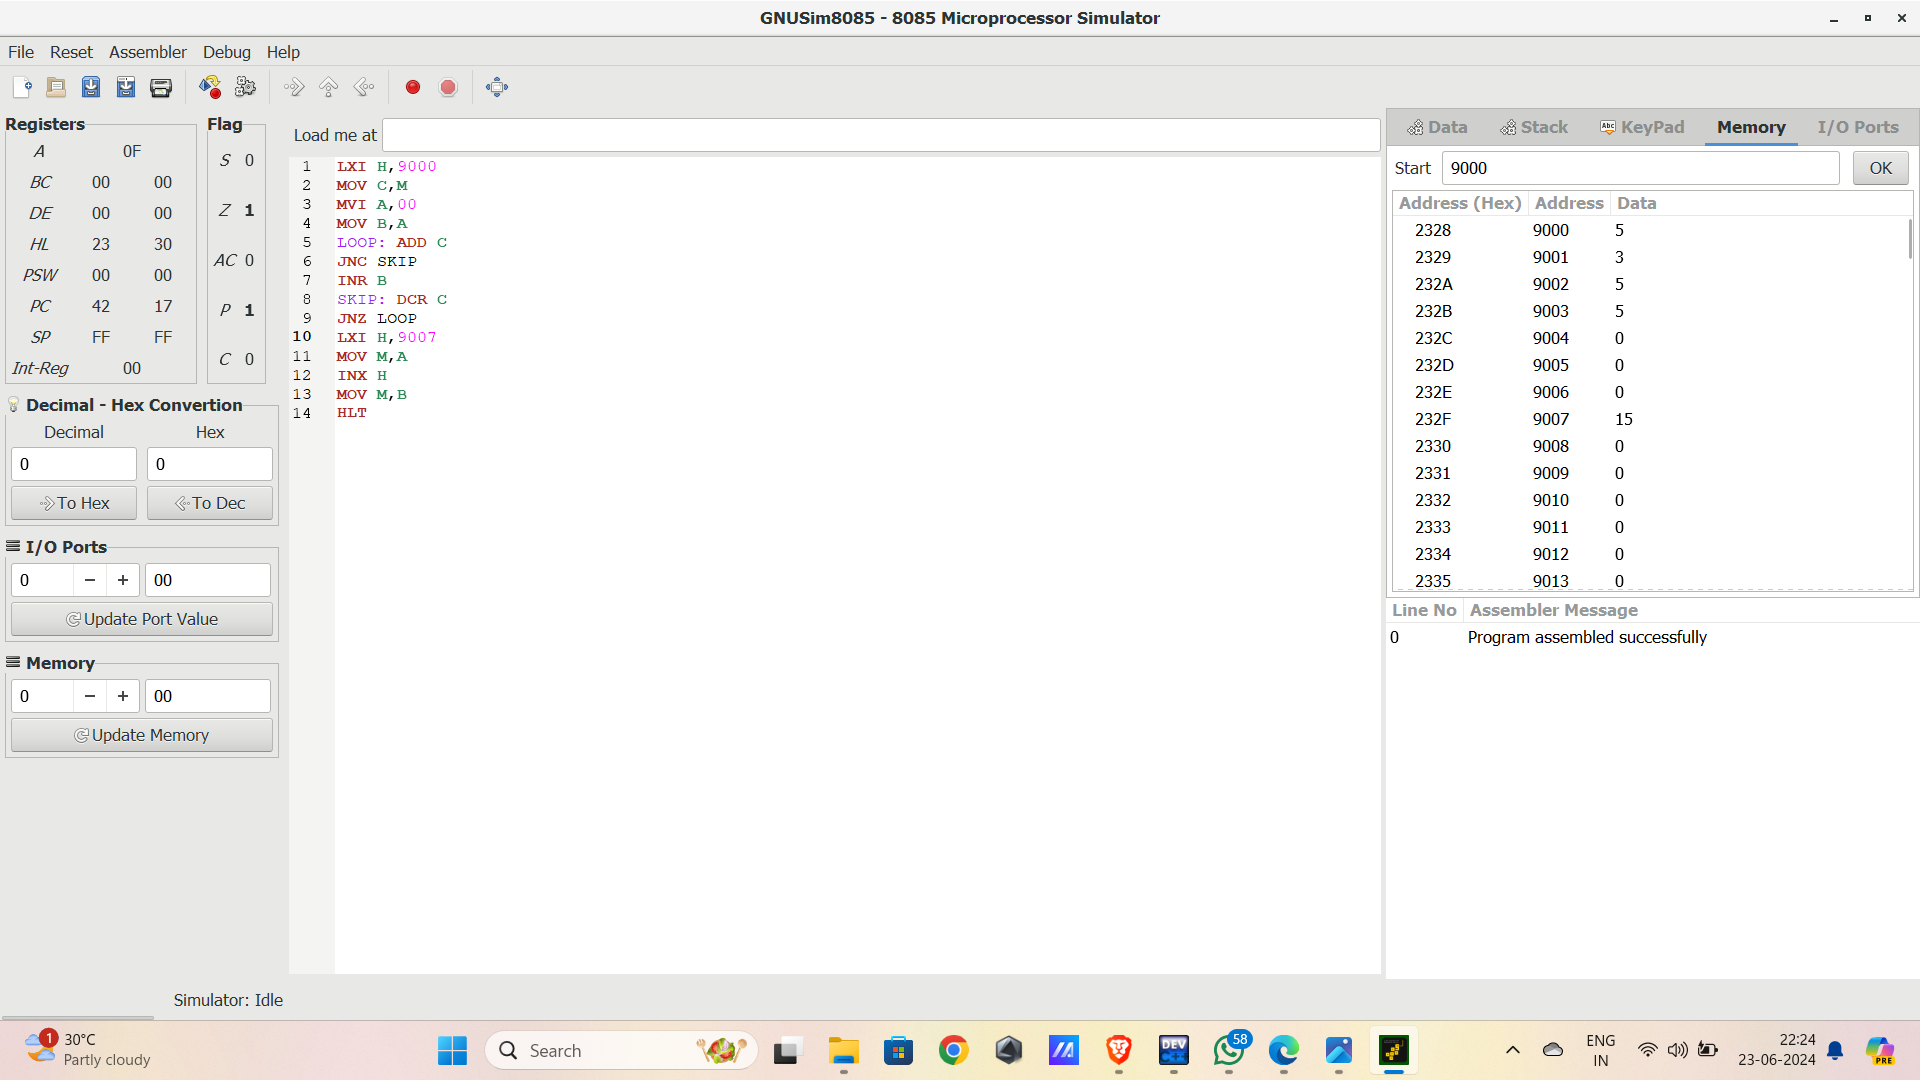 GNUSim8085 - 8085 Microprocessor Simulator
File Reset Assembler Debug Help
Registers
A 0F
BC 00 00
DE 00 00
HL 23 30
PSW 00 00
PC 42 17
SP FF FF
Int-Reg 00
Flag
S 0
Z 1
AC 0
P 1
C 0
Decimal - Hex Convertion
Decimal Hex
0 0
To Hex To Dec
I/O Ports
0 − + 00
Update Port Value
Memory
0 − + 00
Update Memory
Load me at
1 LXI H,9000
2 MOV C,M
3 MVI A,00
4 MOV B,A
5 LOOP: ADD C
6 JNC SKIP
7 INR B
8 SKIP: DCR C
9 JNZ LOOP
10 LXI H,9007
11 MOV M,A
12 INX H
13 MOV M,B
14 HLT
Data Stack Abc KeyPad Memory I/O Ports
Start 9000 OK
Address (Hex) Address Data
2328 9000 5
2329 9001 3
232A 9002 5
232B 9003 5
232C 9004 0
232D 9005 0
232E 9006 0
232F 9007 15
2330 9008 0
2331 9009 0
2332 9010 0
2333 9011 0
2334 9012 0
2335 9013 0
Line No Assembler Message
0 Program assembled successfully
Simulator: Idle
1 30°C
Partly cloudy
Search
DEV
58
PRE
ENG
IN
22:24
23-06-2024